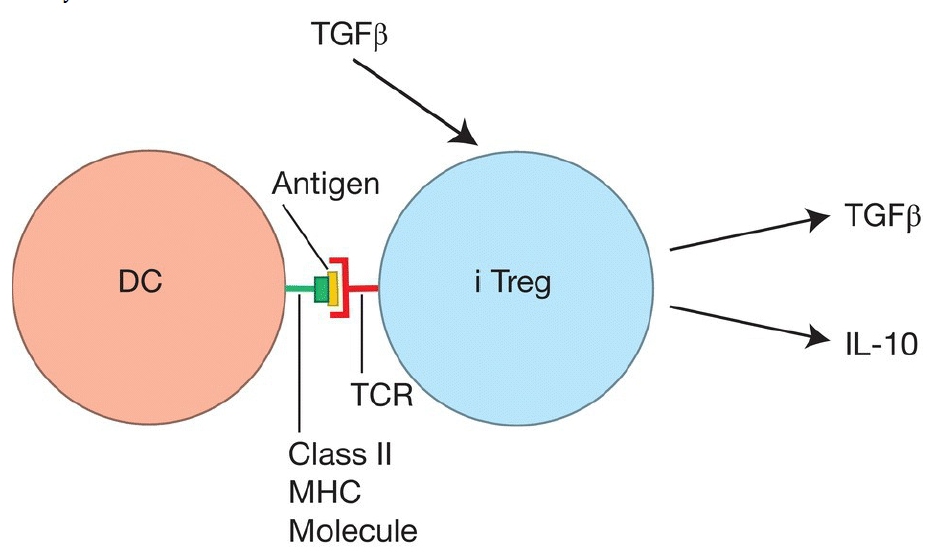 TGFβ
Antigen
DC
i Treg
TGFβ
IL-10
TCR
Class II
MHC
Molecule